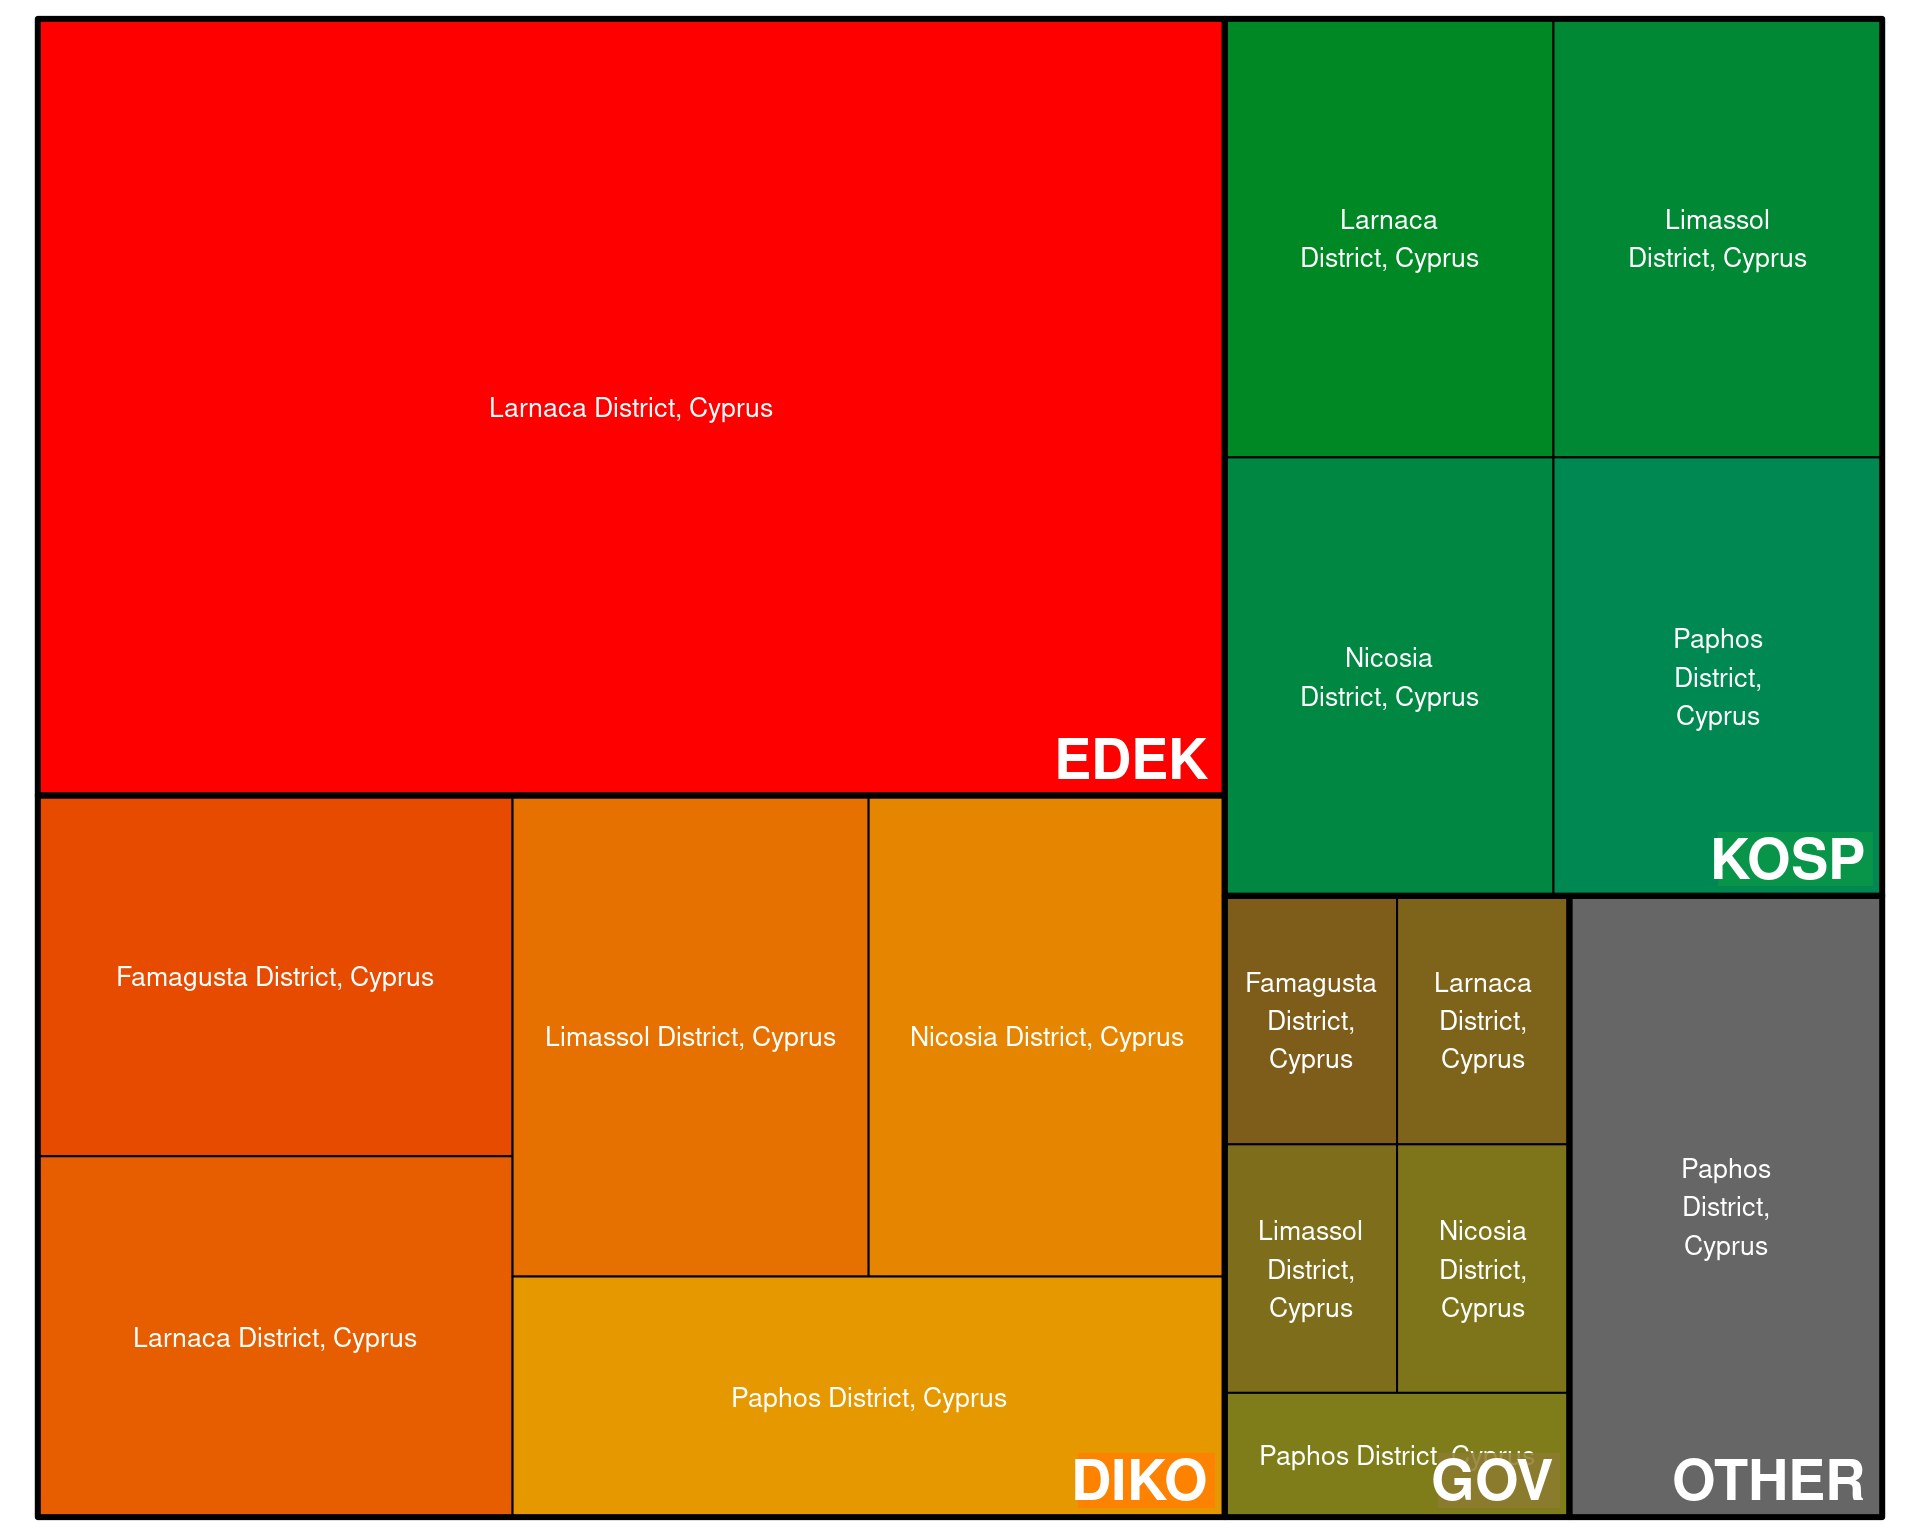 Larnaca District, Cyprus
EDEK
Larnaca
District, Cyprus
Limassol
District, Cyprus
Nicosia
District, Cyprus
Paphos
District,
Cyprus
KOSP
Famagusta District, Cyprus
Larnaca District, Cyprus
Limassol District, Cyprus
Nicosia District, Cyprus
Paphos District, Cyprus
DIKO
Famagusta
District,
Cyprus
Larnaca
District,
Cyprus
Limassol
District,
Cyprus
Nicosia
District,
Cyprus
Paphos District, Cyprus
GOV
Paphos
District,
Cyprus
OTHER